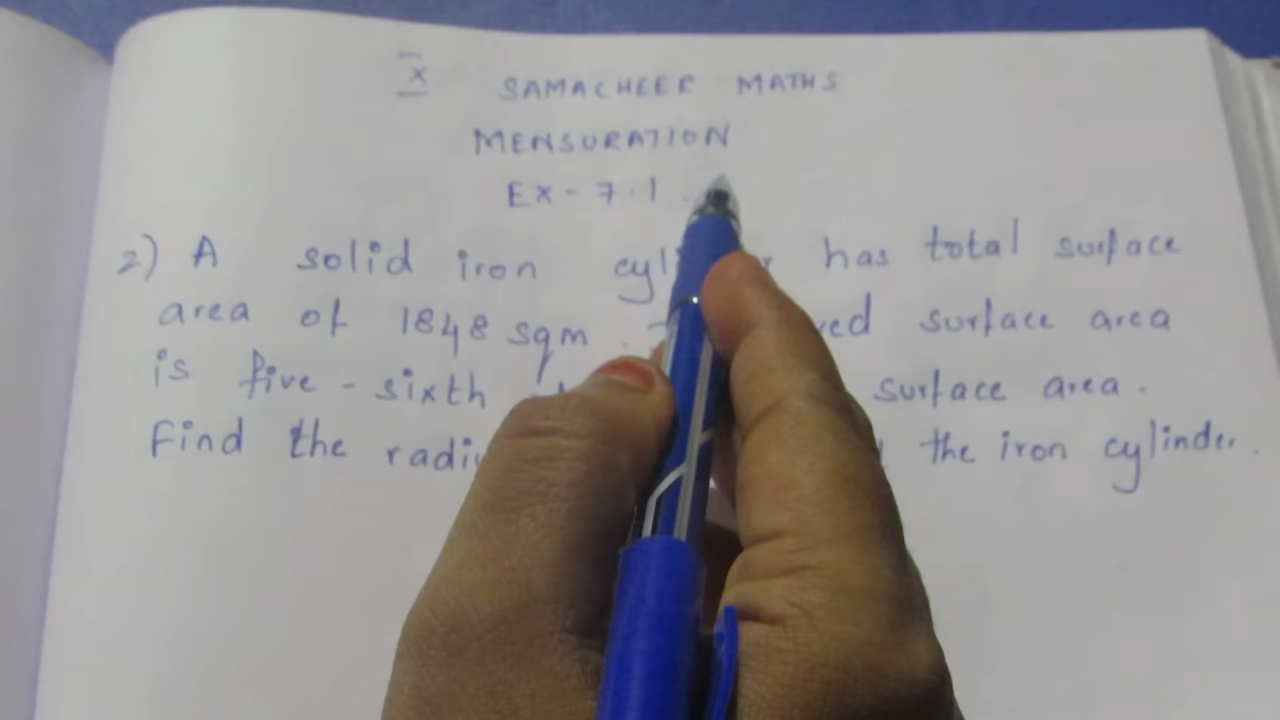 X SAMACHEER MATHS
MENSURATION
Ex - 7.1
2) A solid iron has total surface
area of 1848 sqm. surface area
is five-sixth surface area.
Find the the iron cylinder.